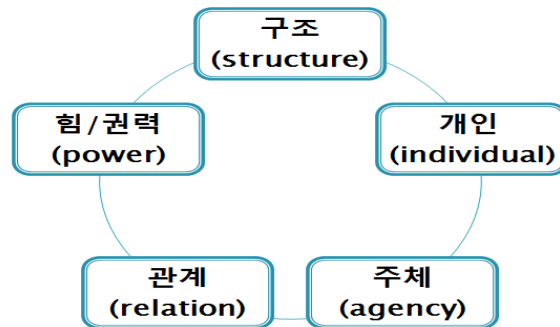 구조
(structure)
힘/권력
(power)
개인
(individual)
관계
(relation)
주체
(agency)